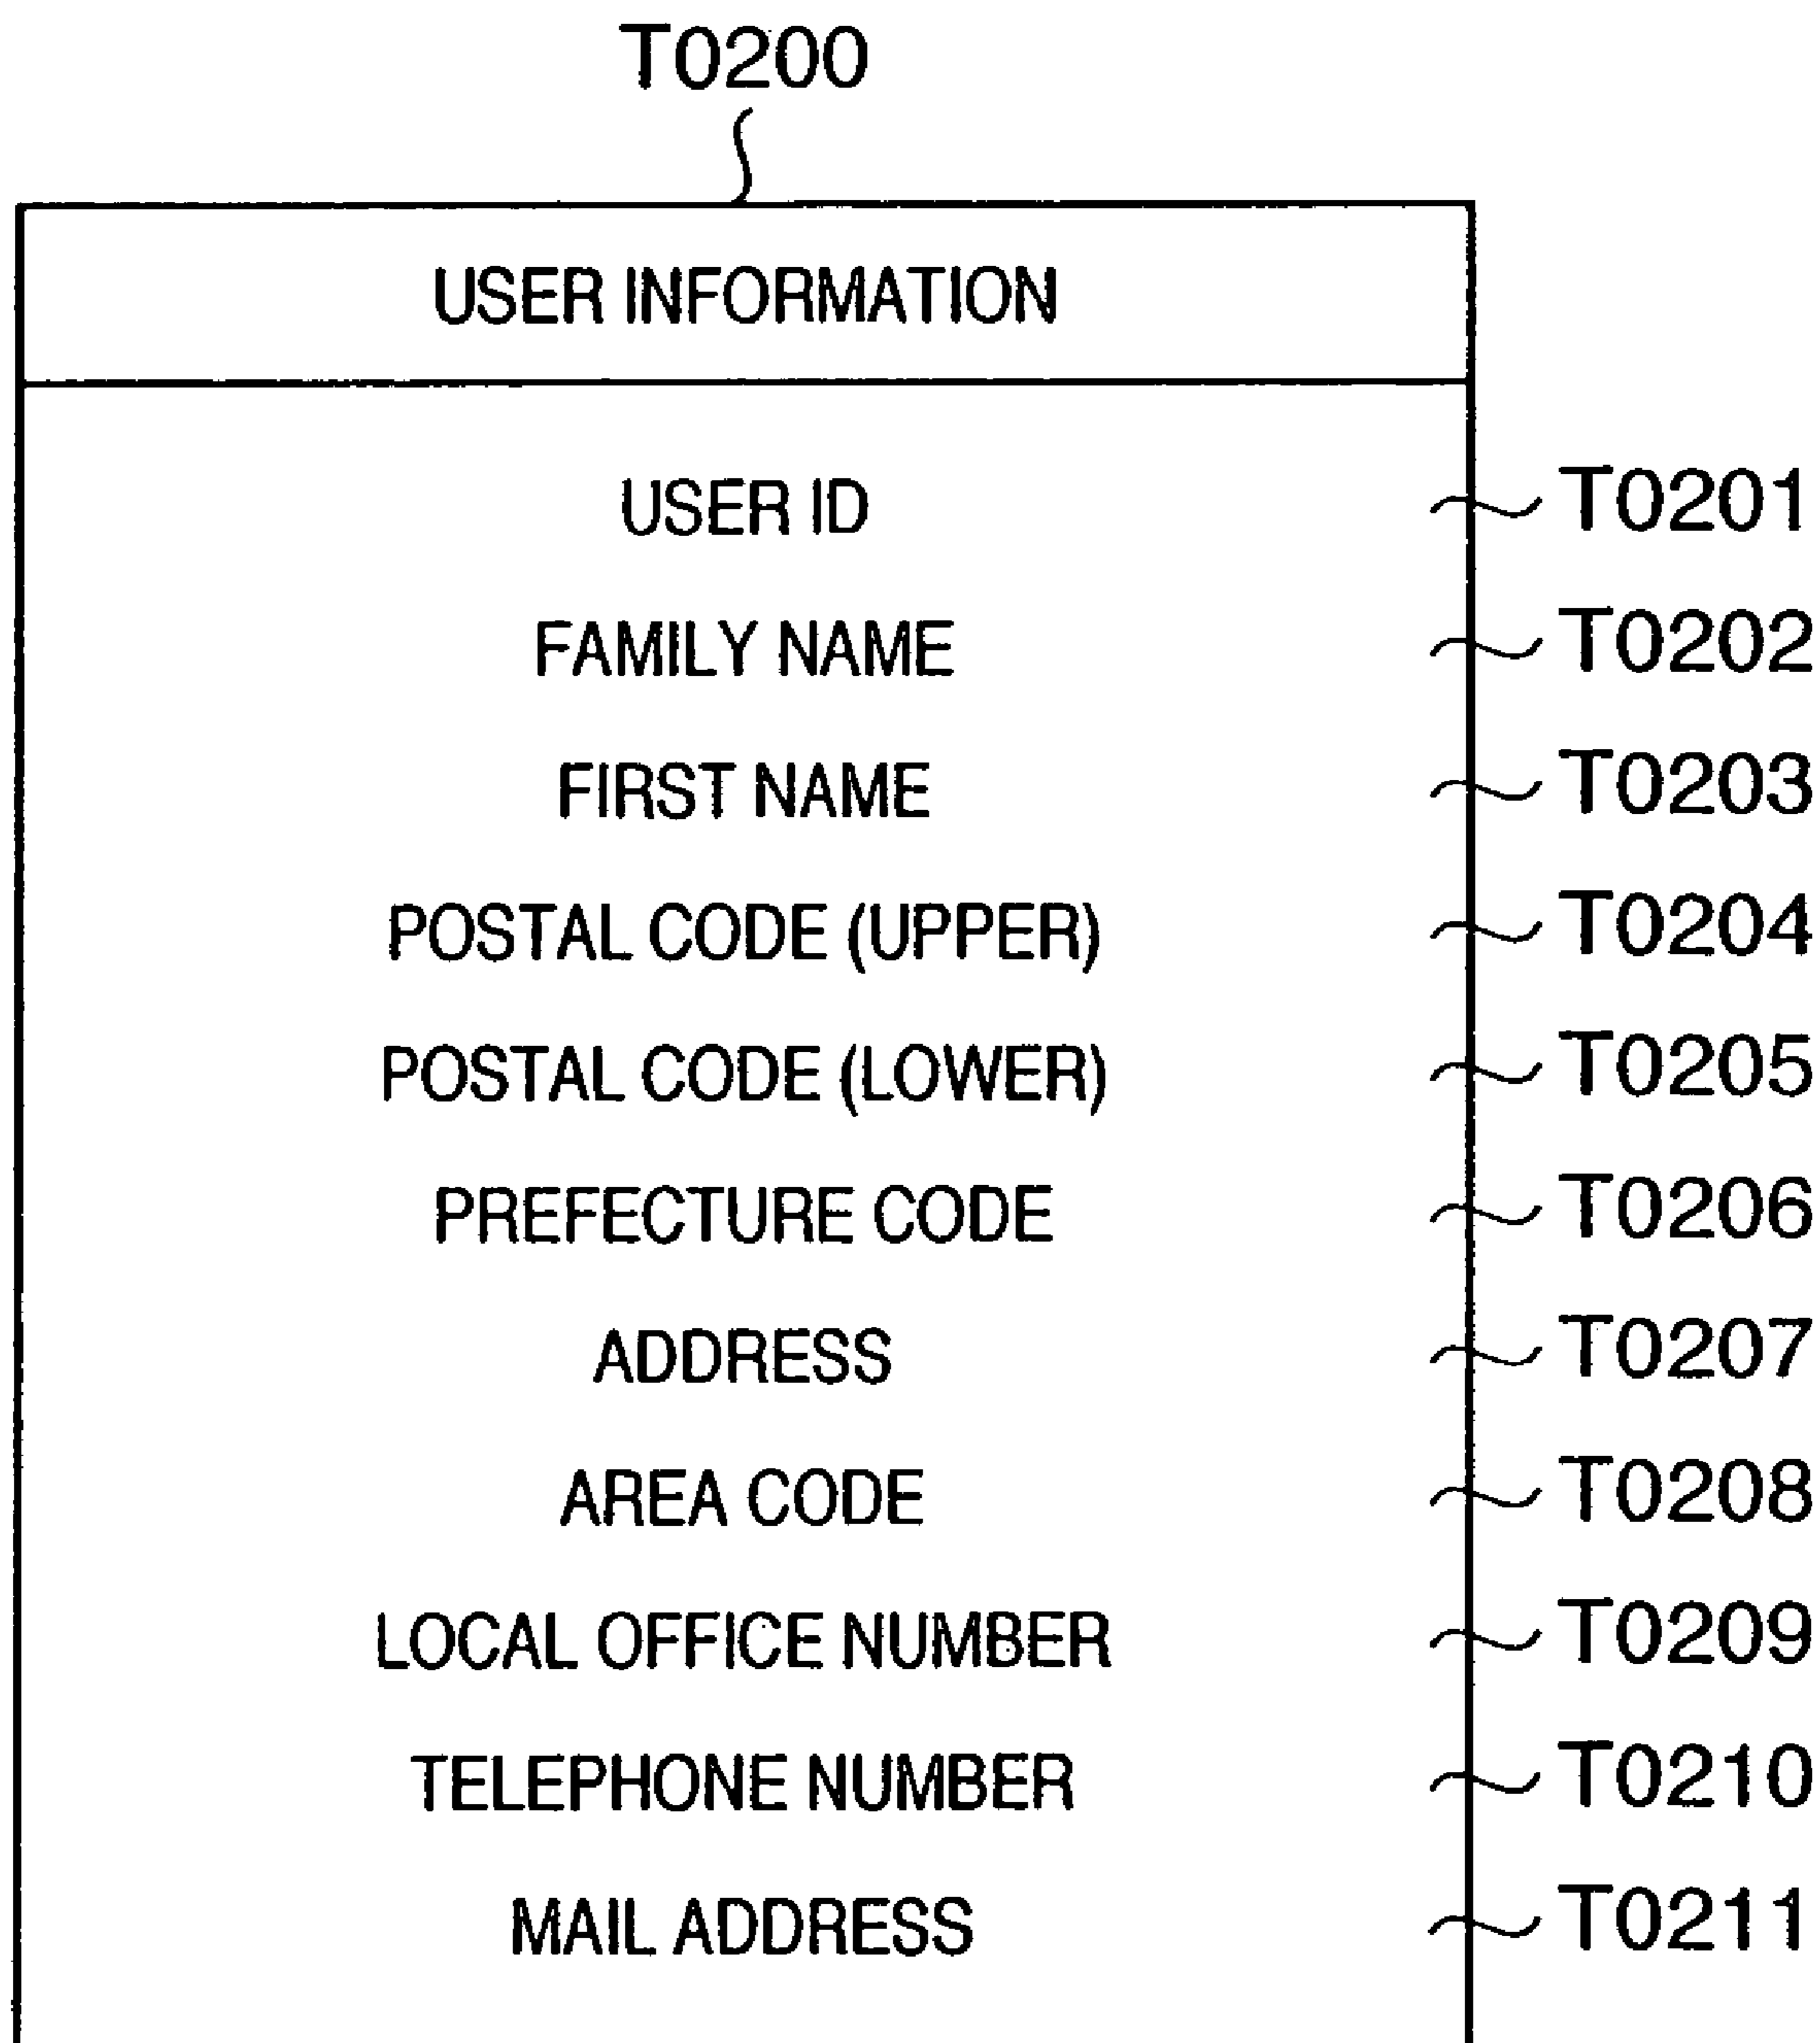 T0200
USER INFORMATION
USER ID T0201
FAMILY NAME T0202
FIRST NAME T0203
POSTAL CODE (UPPER) T0204
POSTAL CODE (LOWER) T0205
PREFECTURE CODE T0206
ADDRESS T0207
AREA CODE T0208
LOCAL OFFICE NUMBER T0209
TELEPHONE NUMBER T0210
MAIL ADDRESS T0211